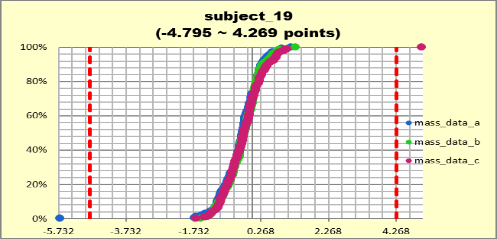 subject_19
(-4.795 ~ 4.269 points)
100%
80%
60%
40%
20%
0%
mass_data_a
mass_data_b
mass_data_c
-5.732
-3.732
-1.732
0.268
2.268
4.268